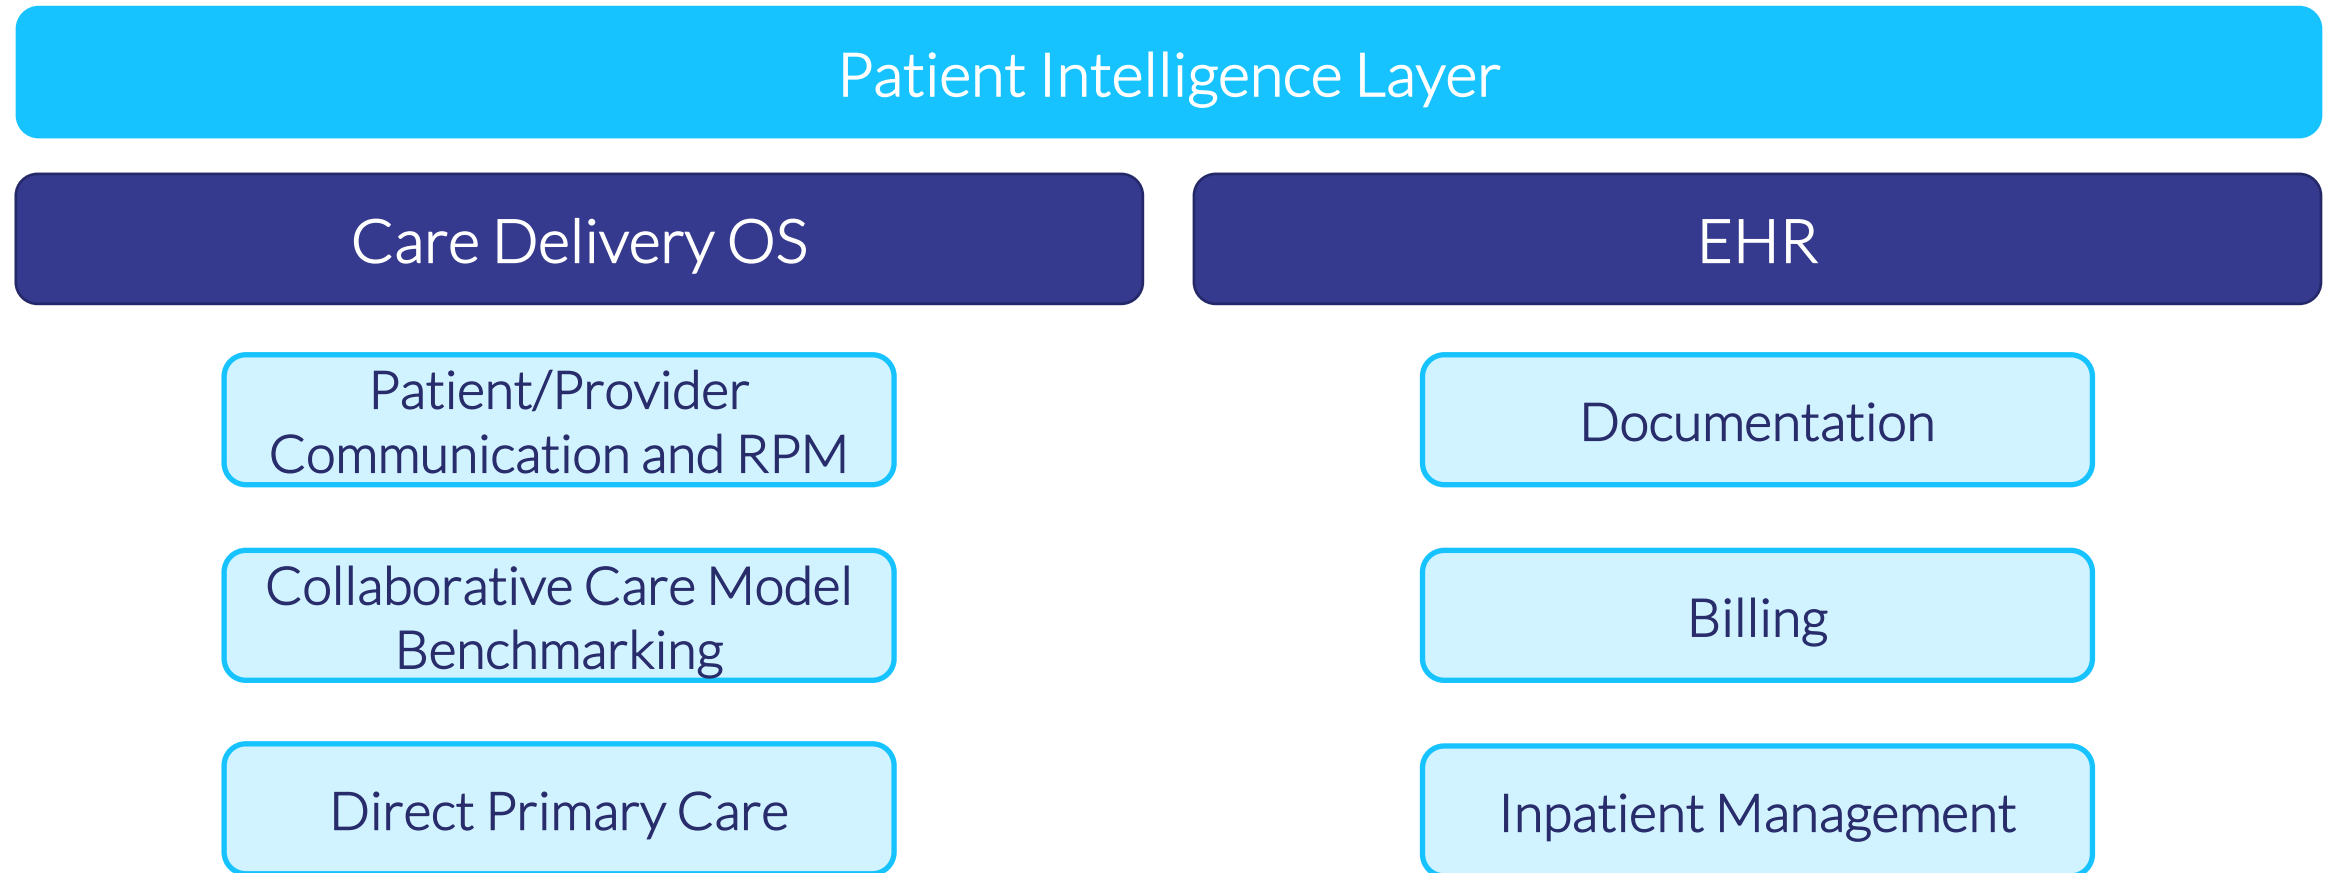 Patient Intelligence Layer
Care Delivery OS
EHR
Patient/Provider
Communication and RPM
Documentation
Collaborative Care Model
Benchmarking
Billing
Direct Primary Care
Inpatient Management